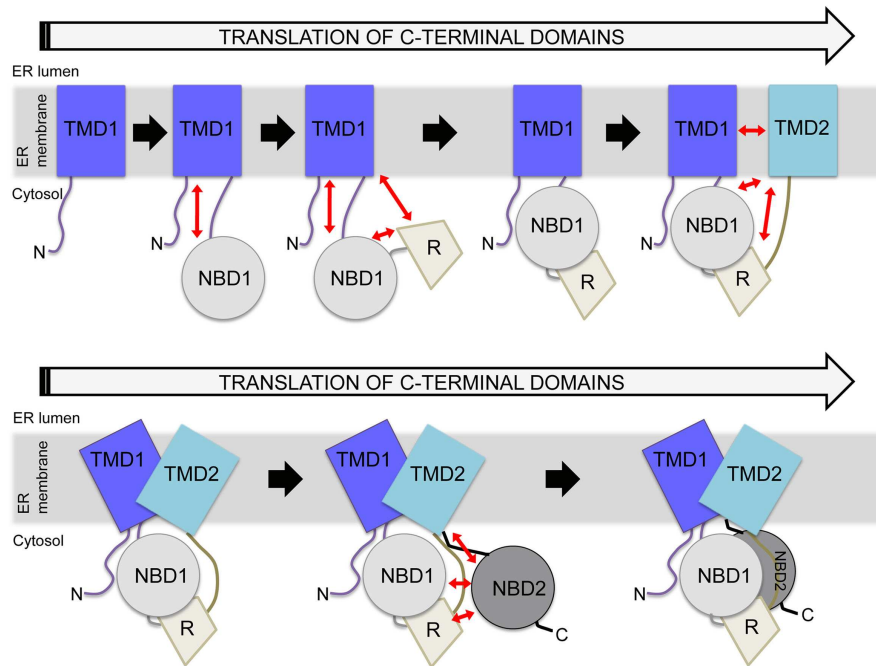 TRANSLATION OF C-TERMINAL DOMAINS
ER lumen
ER
membrane
TMD1
TMD1
TMD1
TMD1
TMD1
TMD2
Cytosol
N
NBD1
N
NBD1
R
N
NBD1
R
N
NBD1
R
N
TRANSLATION OF C-TERMINAL DOMAINS
ER lumen
ER
membrane
TMD1
TMD2
TMD1
TMD2
TMD1
TMD2
Cytosol
N
NBD1
R
N
NBD1
R
NBD2
C
N
NBD1
R
NBD2
C